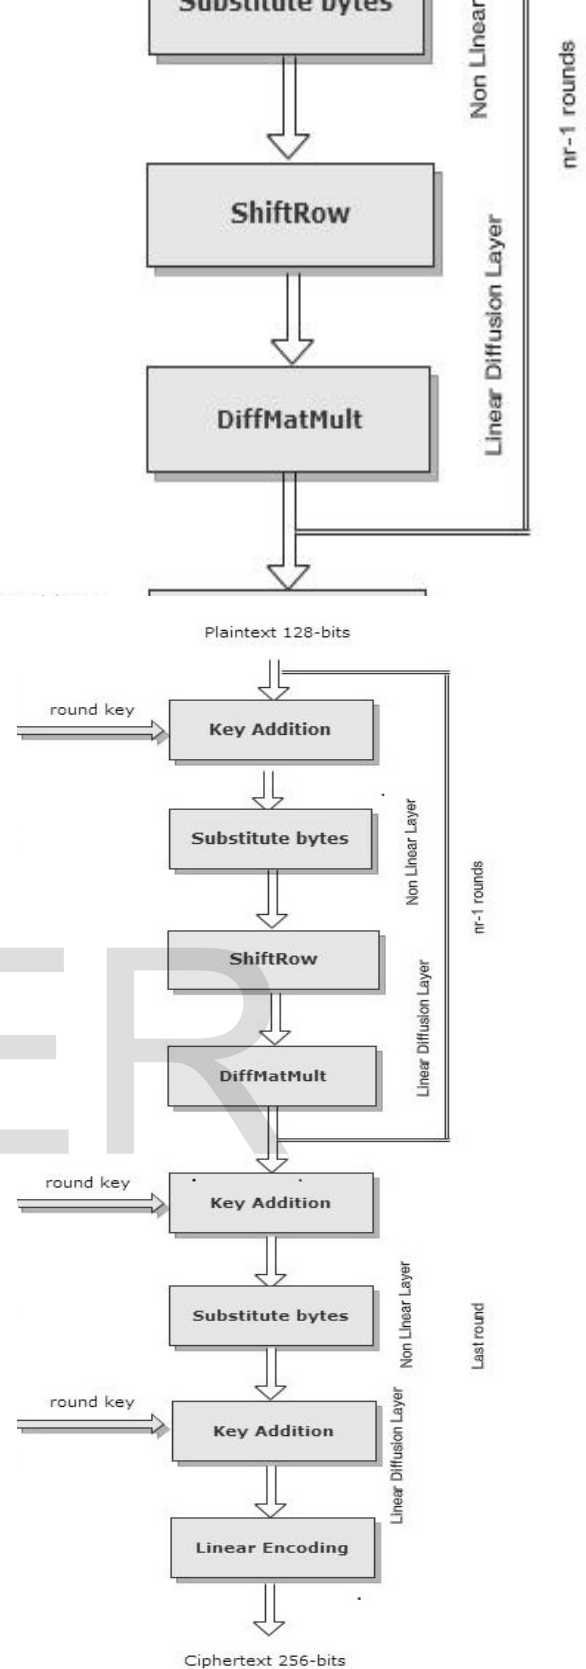 Substitute bytes
Non Linear
nr-1 rounds
ShiftRow
Linear Diffusion Layer
DiffMatMult
Plaintext 128-bits
round key
Key Addition
Substitute bytes
Non Linear Layer
nr-1 rounds
ShiftRow
Linear Diffusion Layer
DiffMatMult
ER
round key
Key Addition
Substitute bytes
Non Linear Layer
Last round
round key
Key Addition
Linear Diffusion Layer
Linear Encoding
Ciphertext 256-bits